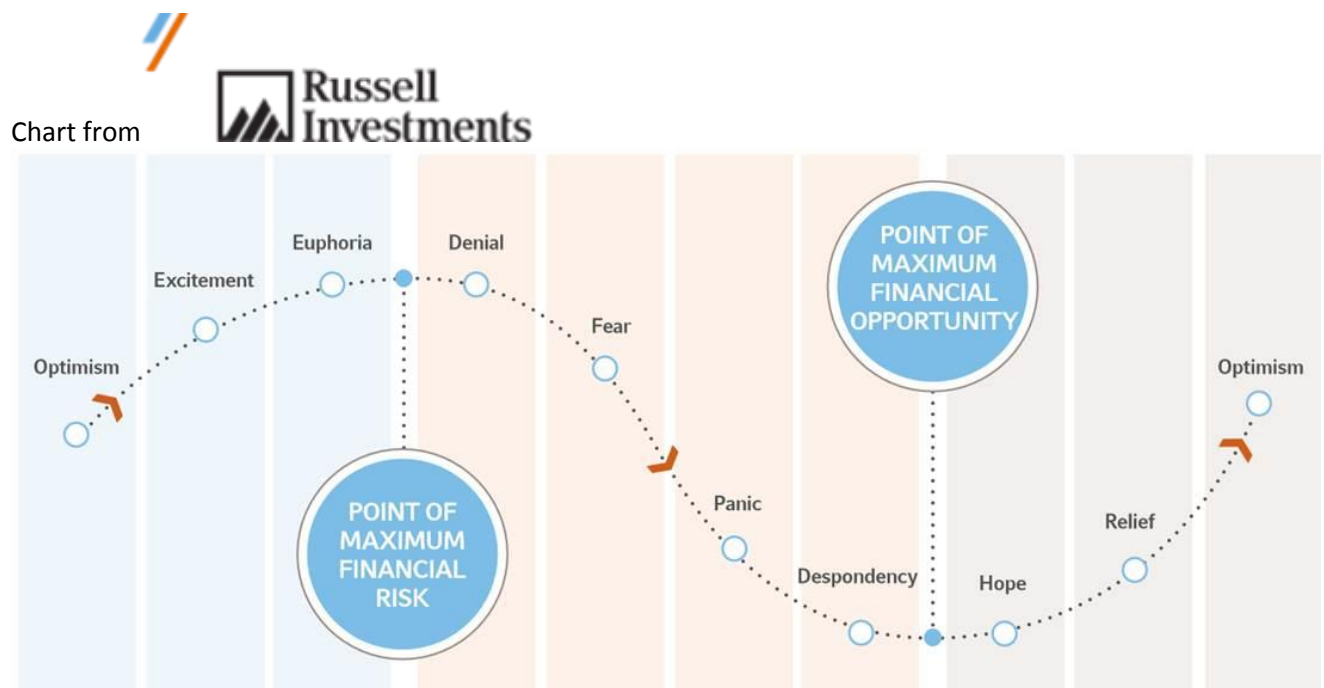 Russell
Investments
Chart from
Euphoria
Denial
Excitement
Fear
Optimism
POINT OF
MAXIMUM
FINANCIAL
OPPORTUNITY
Optimism
POINT OF
MAXIMUM
FINANCIAL
RISK
Panic
Despondency
Hope
Relief